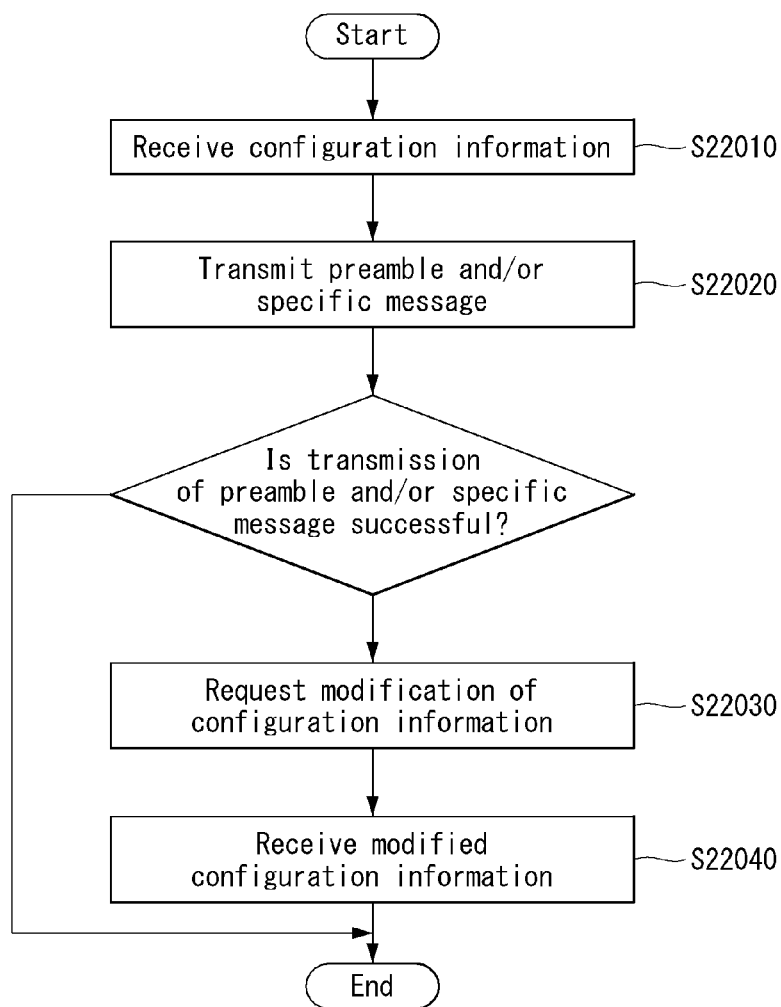 Start
Receive configuration information
S22010
Transmit preamble and/or
specific message
S22020
Is transmission
of preamble and/or specific
message successful?
Request modification of
configuration information
S22030
Receive modified
configuration information
S22040
End